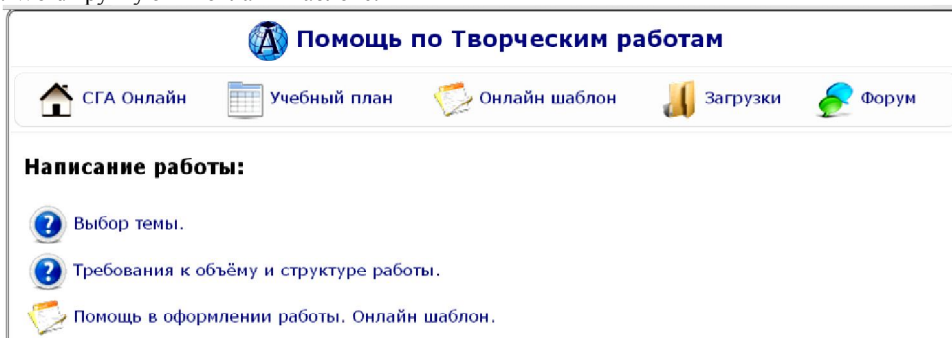 Помощь по Творческим работам
СГА Онлайн Учебный план Онлайн шаблон Загрузки Форум
Написание работы:
Выбор темы.
Требования к объёму и структуре работы.
Помощь в оформлении работы. Онлайн шаблон.